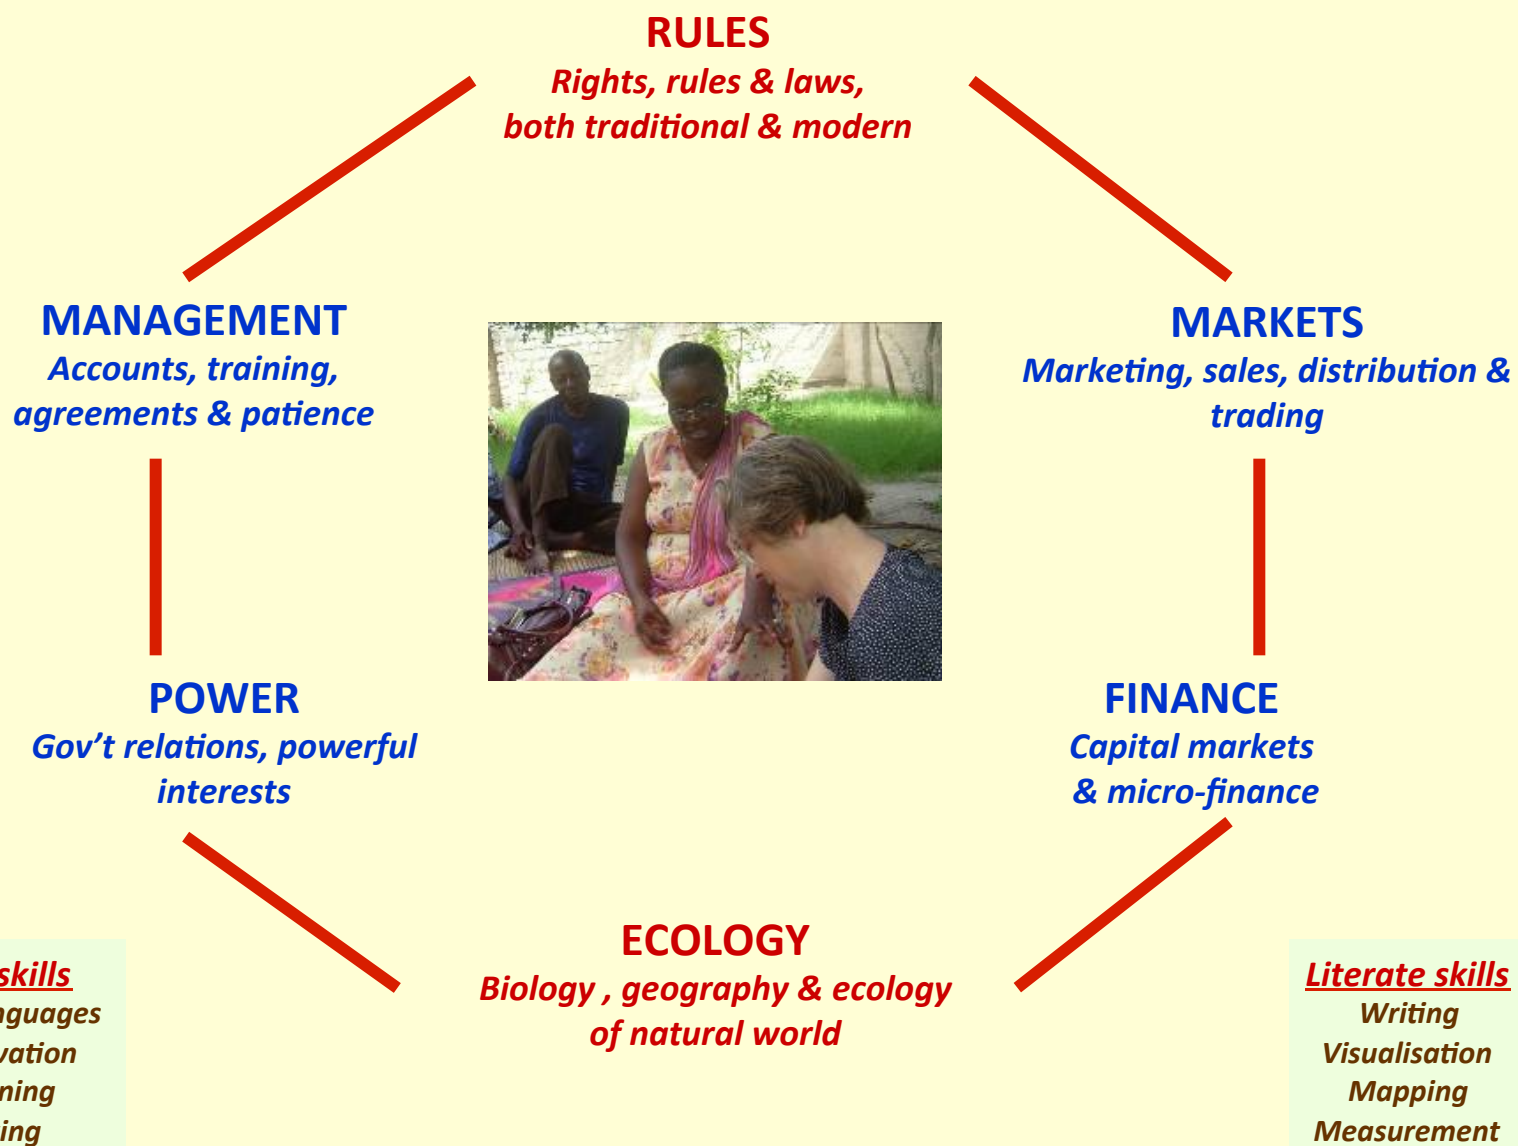 RULES
Rights, rules & laws,
both traditional & modern
MANAGEMENT
Accounts, training,
agreements & patience
MARKETS
Marketing, sales, distribution &
trading
POWER
Gov’t relations, powerful
interests
FINANCE
Capital markets
& micro-finance
ECOLOGY
Biology , geography & ecology
of natural world
skills
Literate skills
Writing
Visualisation
Mapping
Measurement